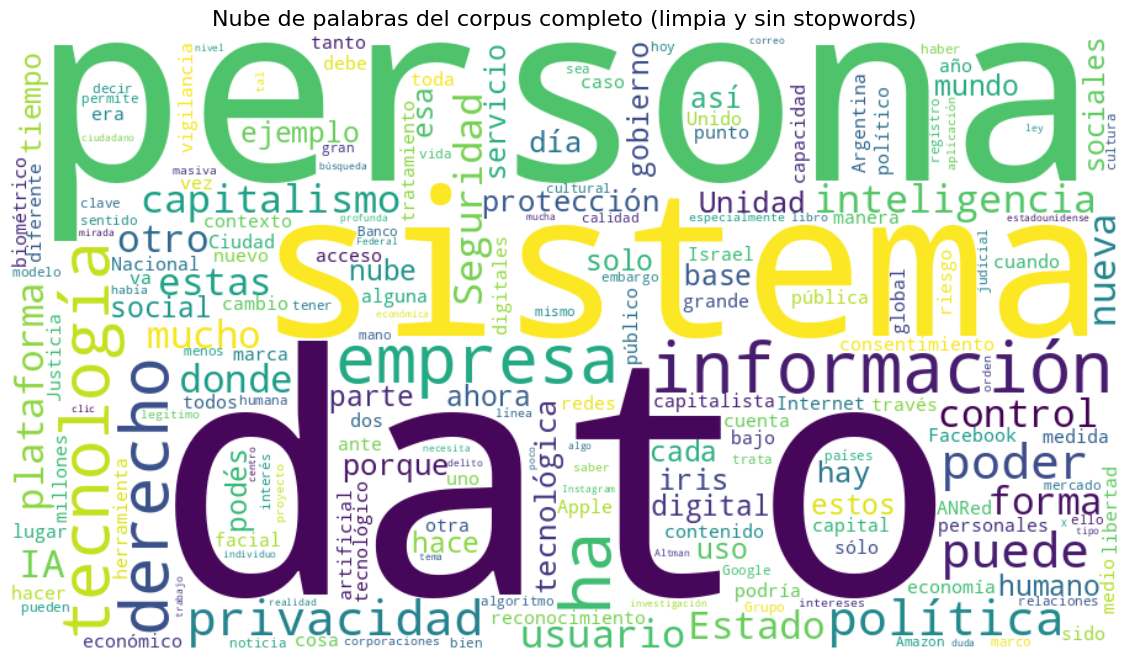 Nube de palabras del corpus completo (limpia y sin stopwords)
persona
sistema
dato
tecnología
derecho
empresa
información
privacidad
política
puede
poder
control
forma
Estado
usuario
ha
IA
plataforma
capitalismo
inteligencia
Seguridad
otro
estas
mucho
social
donde
nueva
sociales
mundo
gobierno
servicio
protección
Unidad
así
día
ejemplo
esa
tiempo
vigilancia
nivel
tal
tanto
debe
toda
decir
permite
era
ciudadano
gran
búsqueda
vida
masiva
vez
tratamiento
hoy
correo
haber
sea
caso
Unido
punto
capacidad
Argentina
político
año
registro
aplicación
ley
cultura
biométrico
diferente
clave
sentido
mirada
contexto
profunda
Ciudad
nuevo
Nacional
va
modelo
había
cambio
tener
acceso
Banco
Federal
nube
alguna
económica
mano
digitales
cultural
mucha
calidad
solo
embargo
mismo
especialmente
libro
manera
estadounidense
Israel
base
grande
pública
público
global
riesgo
judicial
cuando
consentimiento
orden
Justicia
menos
marca
todos
humana
clic
legítimo
millones
lugar
herramienta
hacer
pueden
económico
trabajo
podés
centro
interés
proyecto
facial
individuo
parte
ahora
dos
línea
ante
porque
necesita
delito
uno
artificial
tecnológico
otra
hace
tema
poco
tecnológica
algo
redes
saber
Instagram
Apple
capitalista
Internet
través
cuenta
bajo
cada
trata
iris
digital
contenido
hay
países
estos
capital
sólo
uso
Altman
Google
podría
Facebook
medida
mercado
ANRed
personales
ello
x
tipo
libertad
medio
economía
humano
relaciones
realidad
noticia
cosa
corporaciones
bien
algoritmo
reconocimiento
investigación
Grupo
intereses
Amazon
duda
marco
sido